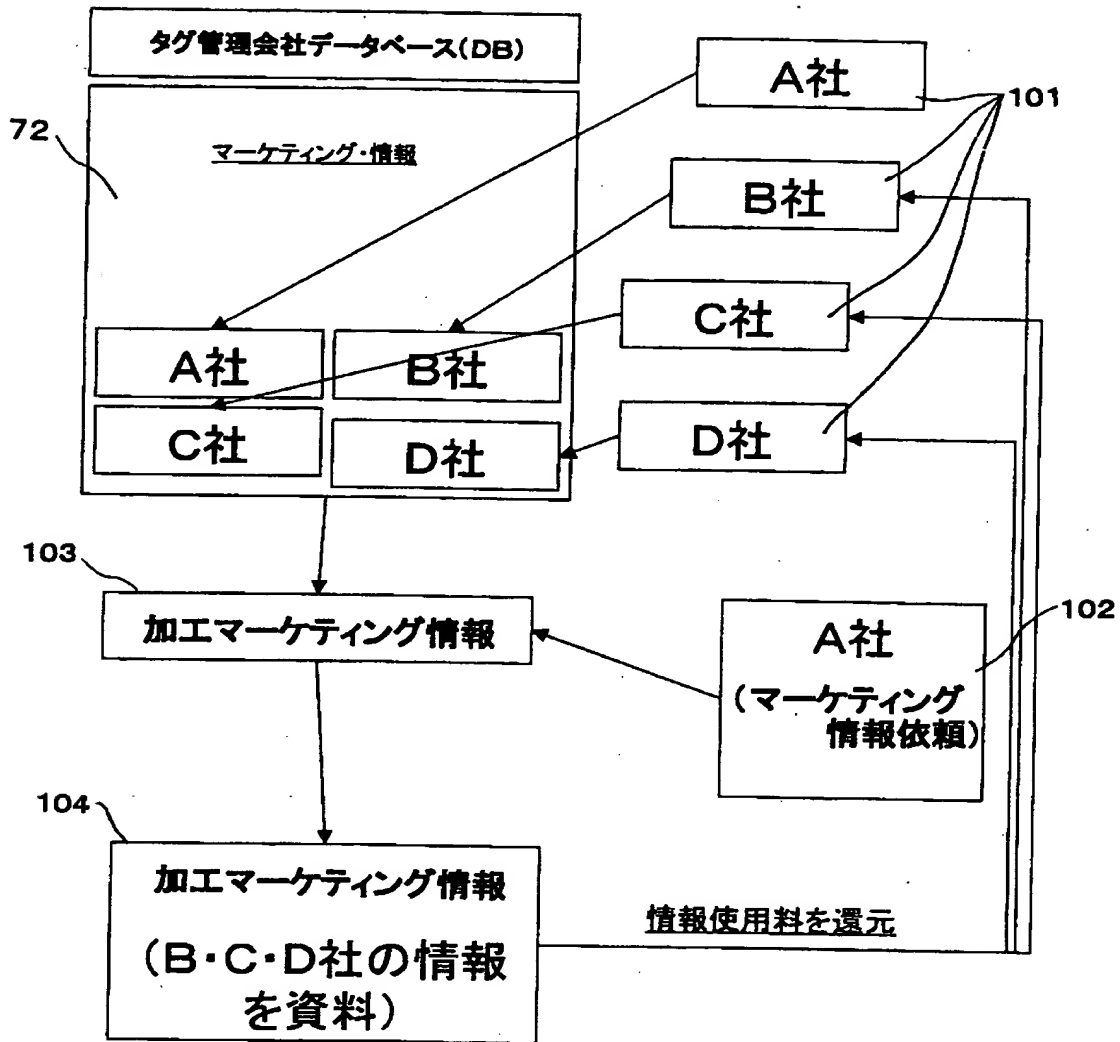 タグ管理会社データベース(DB)
72
マーケティング・情報
A社
B社
C社
D社
A社
B社
C社
D社
101
103
加工マーケティング情報
102
A社
(マーケティング
情報依頼)
104
加工マーケティング情報
(B・C・D社の情報
を資料)
情報使用料を還元